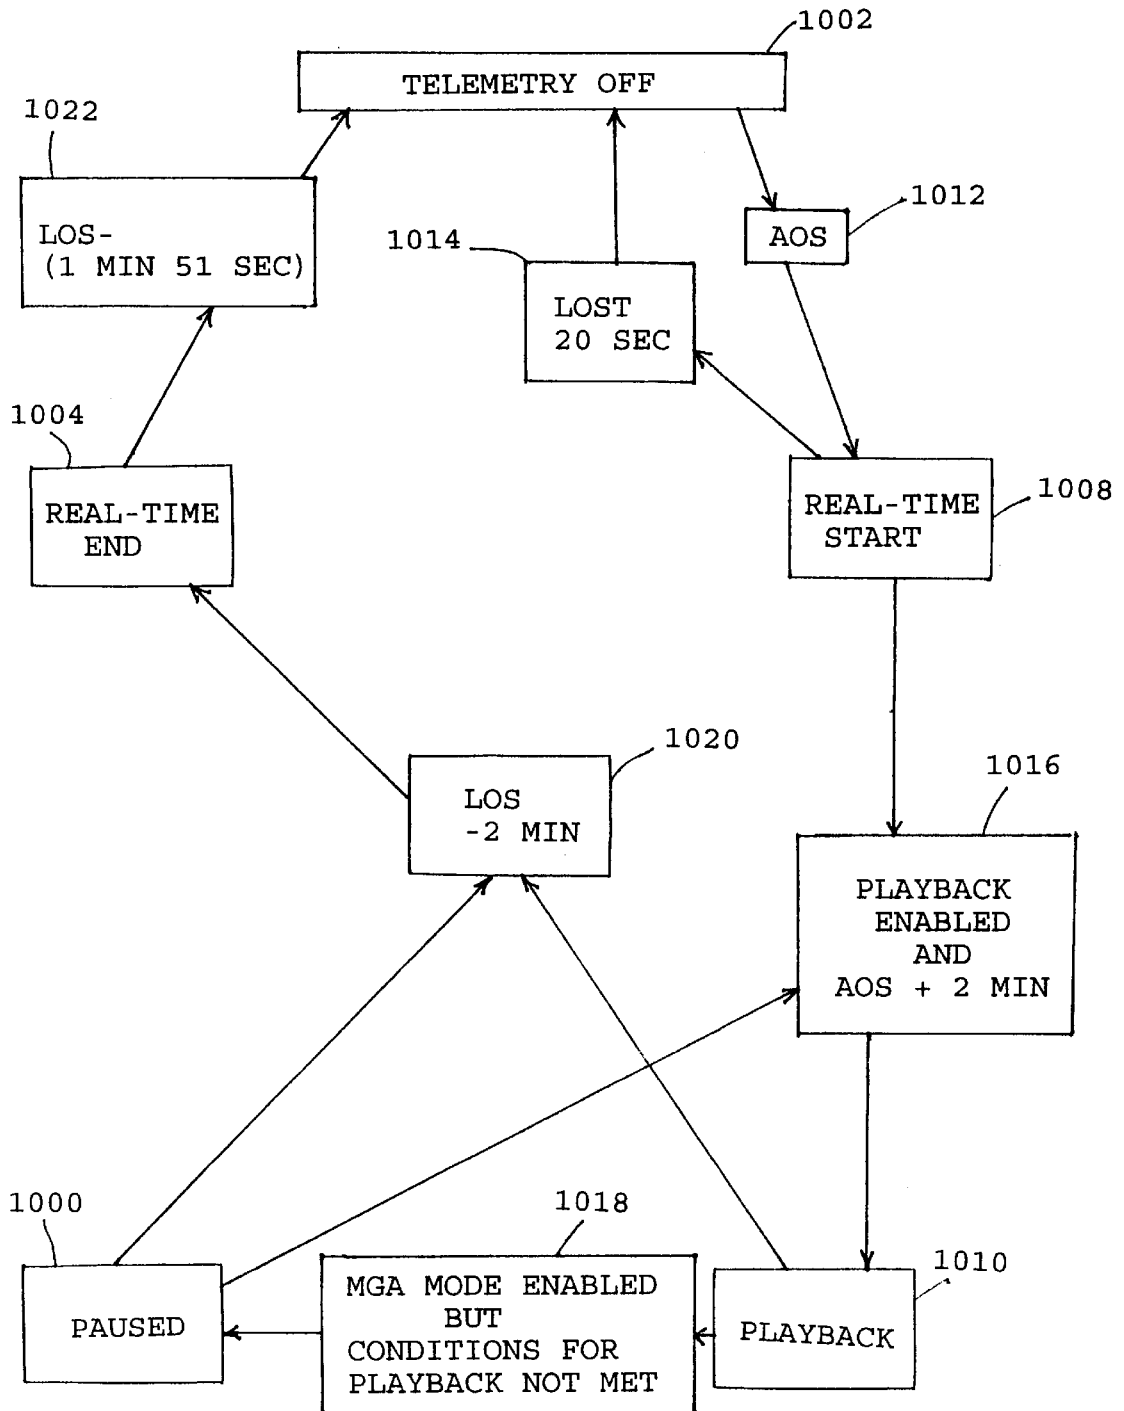 1002
TELEMETRY OFF
1022
LOS-
(1 MIN 51 SEC)
1014
LOST
20 SEC
1012
AOS
1004
REAL-TIME
END
1008
REAL-TIME
START
1020
LOS
-2 MIN
1016
PLAYBACK
ENABLED
AND
AOS + 2 MIN
1000
PAUSED
1018
MGA MODE ENABLED
BUT
CONDITIONS FOR
PLAYBACK NOT MET
1010
PLAYBACK